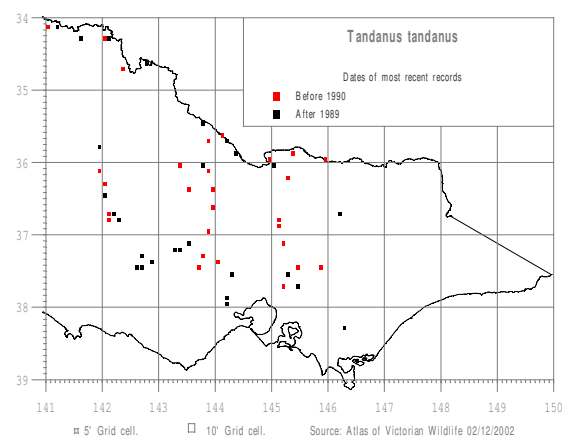 Tandanus tandanus
Dates of most recent records
Before 1990
After 1989
34
35
36
37
38
39
141 142 143 144 145 146 147 148 149 150
5' Grid cell. 10' Grid cell. Source: Atlas of Victorian Wildlife 02/12/2002